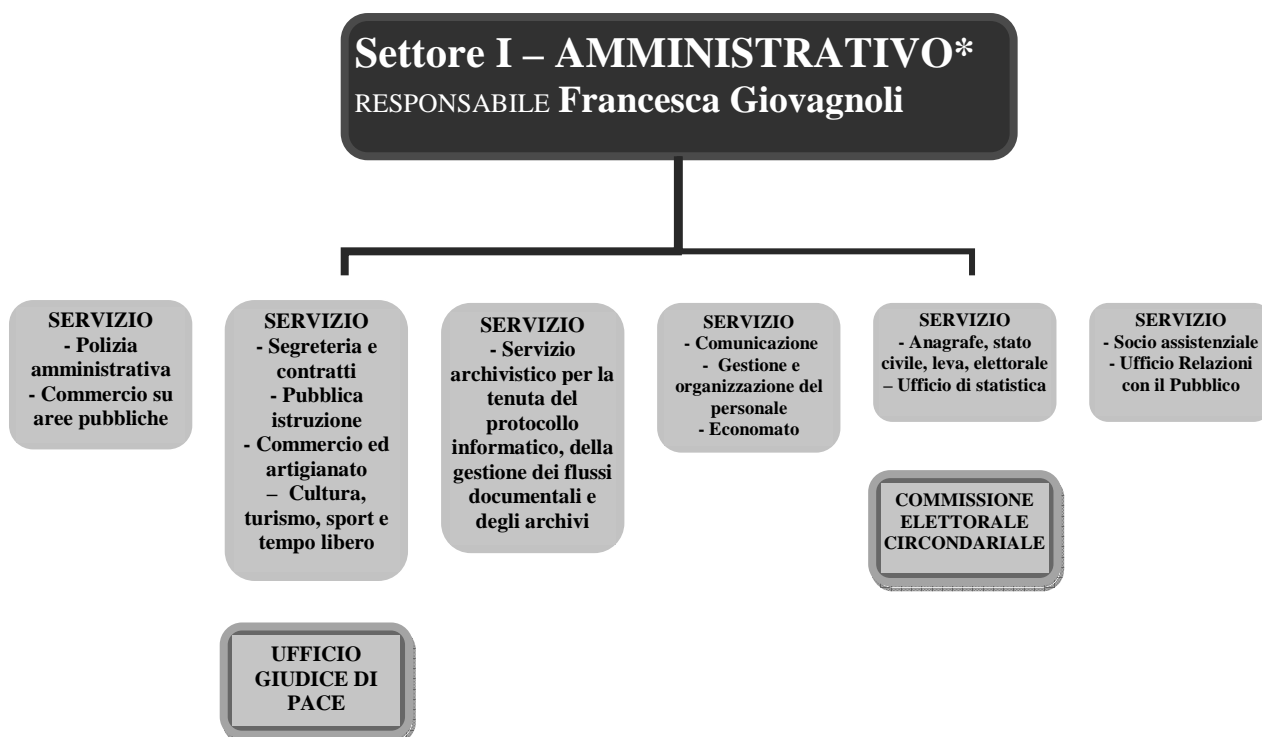 Settore I – AMMINISTRATIVO*
RESPONSABILE Francesca Giovagnoli
SERVIZIO
- Polizia
amministrativa
- Commercio su
aree pubbliche
SERVIZIO
- Segreteria e
contratti
- Pubblica
istruzione
- Commercio ed
artigianato
– Cultura,
turismo, sport e
tempo libero
SERVIZIO
- Servizio
archivistico per la
tenuta del
protocollo
informatico, della
gestione dei flussi
documentali e
degli archivi
SERVIZIO
- Comunicazione
- Gestione e
organizzazione del
personale
- Economato
SERVIZIO
- Anagrafe, stato
civile, leva, elettorale
– Ufficio di statistica
SERVIZIO
- Socio assistenziale
- Ufficio Relazioni
con il Pubblico
COMMISSIONE
ELETTORALE
CIRCONDARIALE
UFFICIO
GIUDICE DI
PACE